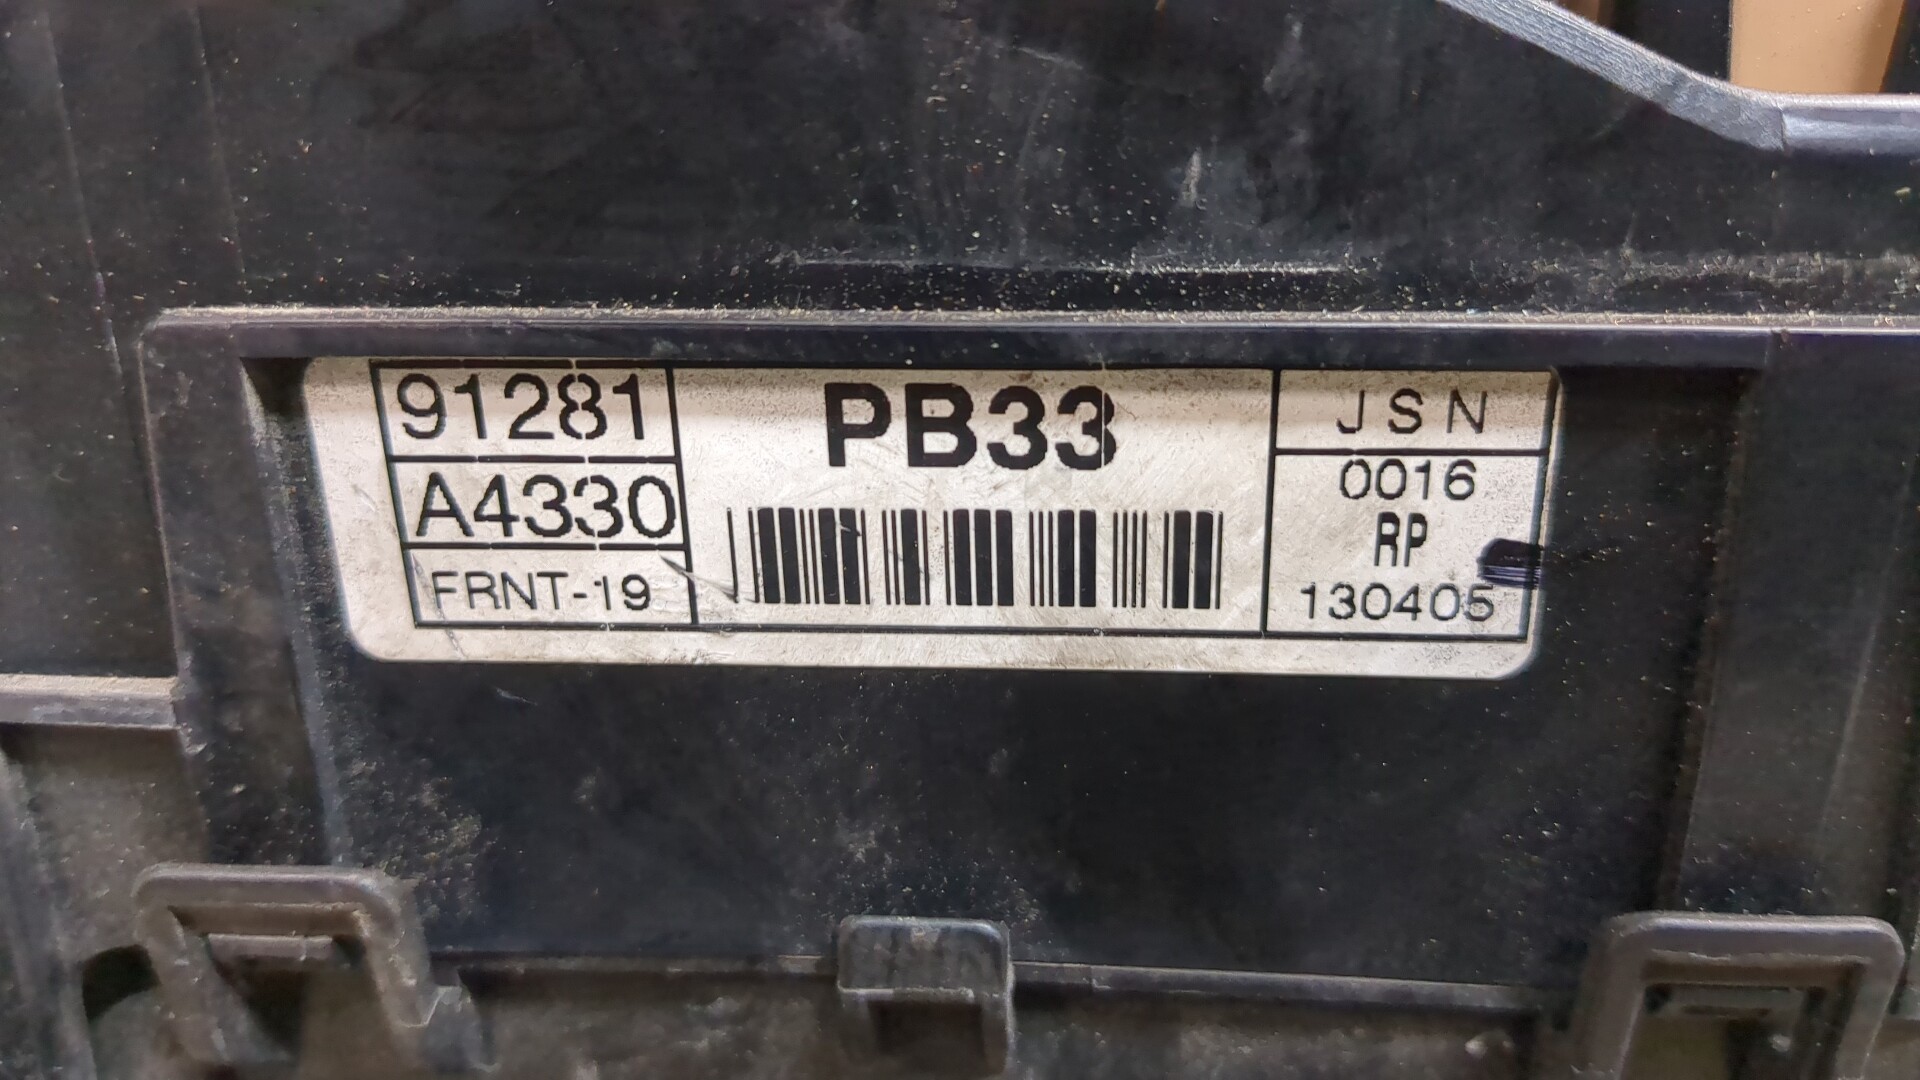 91281
A4330
FRNT-19
PB33
JSN
0016
RP
130405